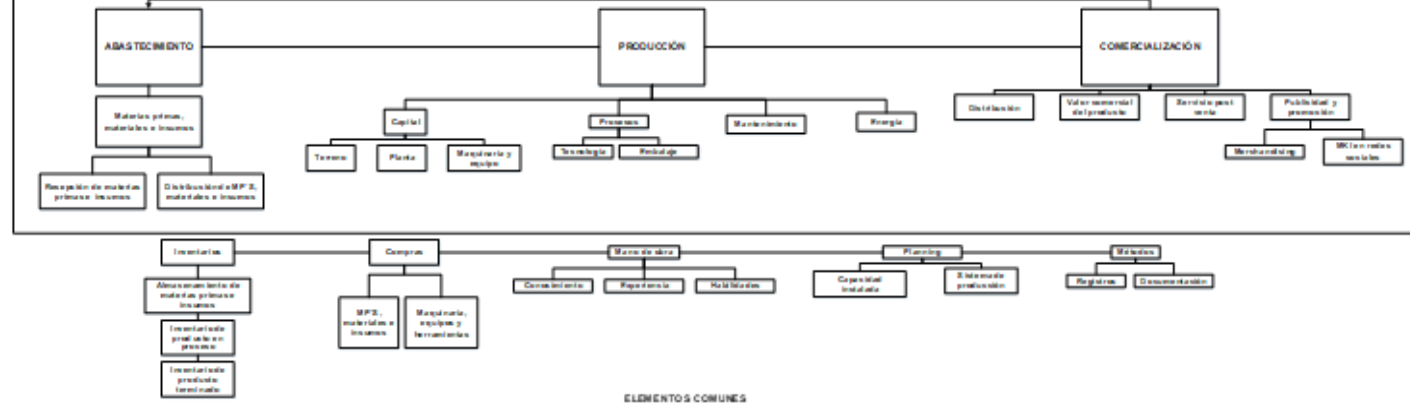 ABASTECIMIENTO
PRODUCCIÓN
COMERCIALIZACIÓN
Materias primas,
materiales e insumos
Recepción de materias
primas e insumos
Distribución de MP'S,
materiales e insumos
Capital
Terreno
Planta
Maquinaria y
equipo
Procesos
Tecnología
Embalaje
Mantenimiento
Energía
Distribución
Valor comercial
del producto
Servicio post
venta
Publicidad y
promoción
Merchandising
MKT en redes
sociales
Inventarios
Almacenamiento de
materias primas e
insumos
Inventario de
producto en
proceso
Inventario de
producto
terminado
Compras
MP'S,
materiales e
insumos
Maquinaria,
equipos y
herramientas
Mano de obra
Conocimiento
Experiencia
Habilidades
Planning
Capacidad
instalada
Sistema de
producción
Métodos
Registros
Documentación
ELEMENTOS COMUNES